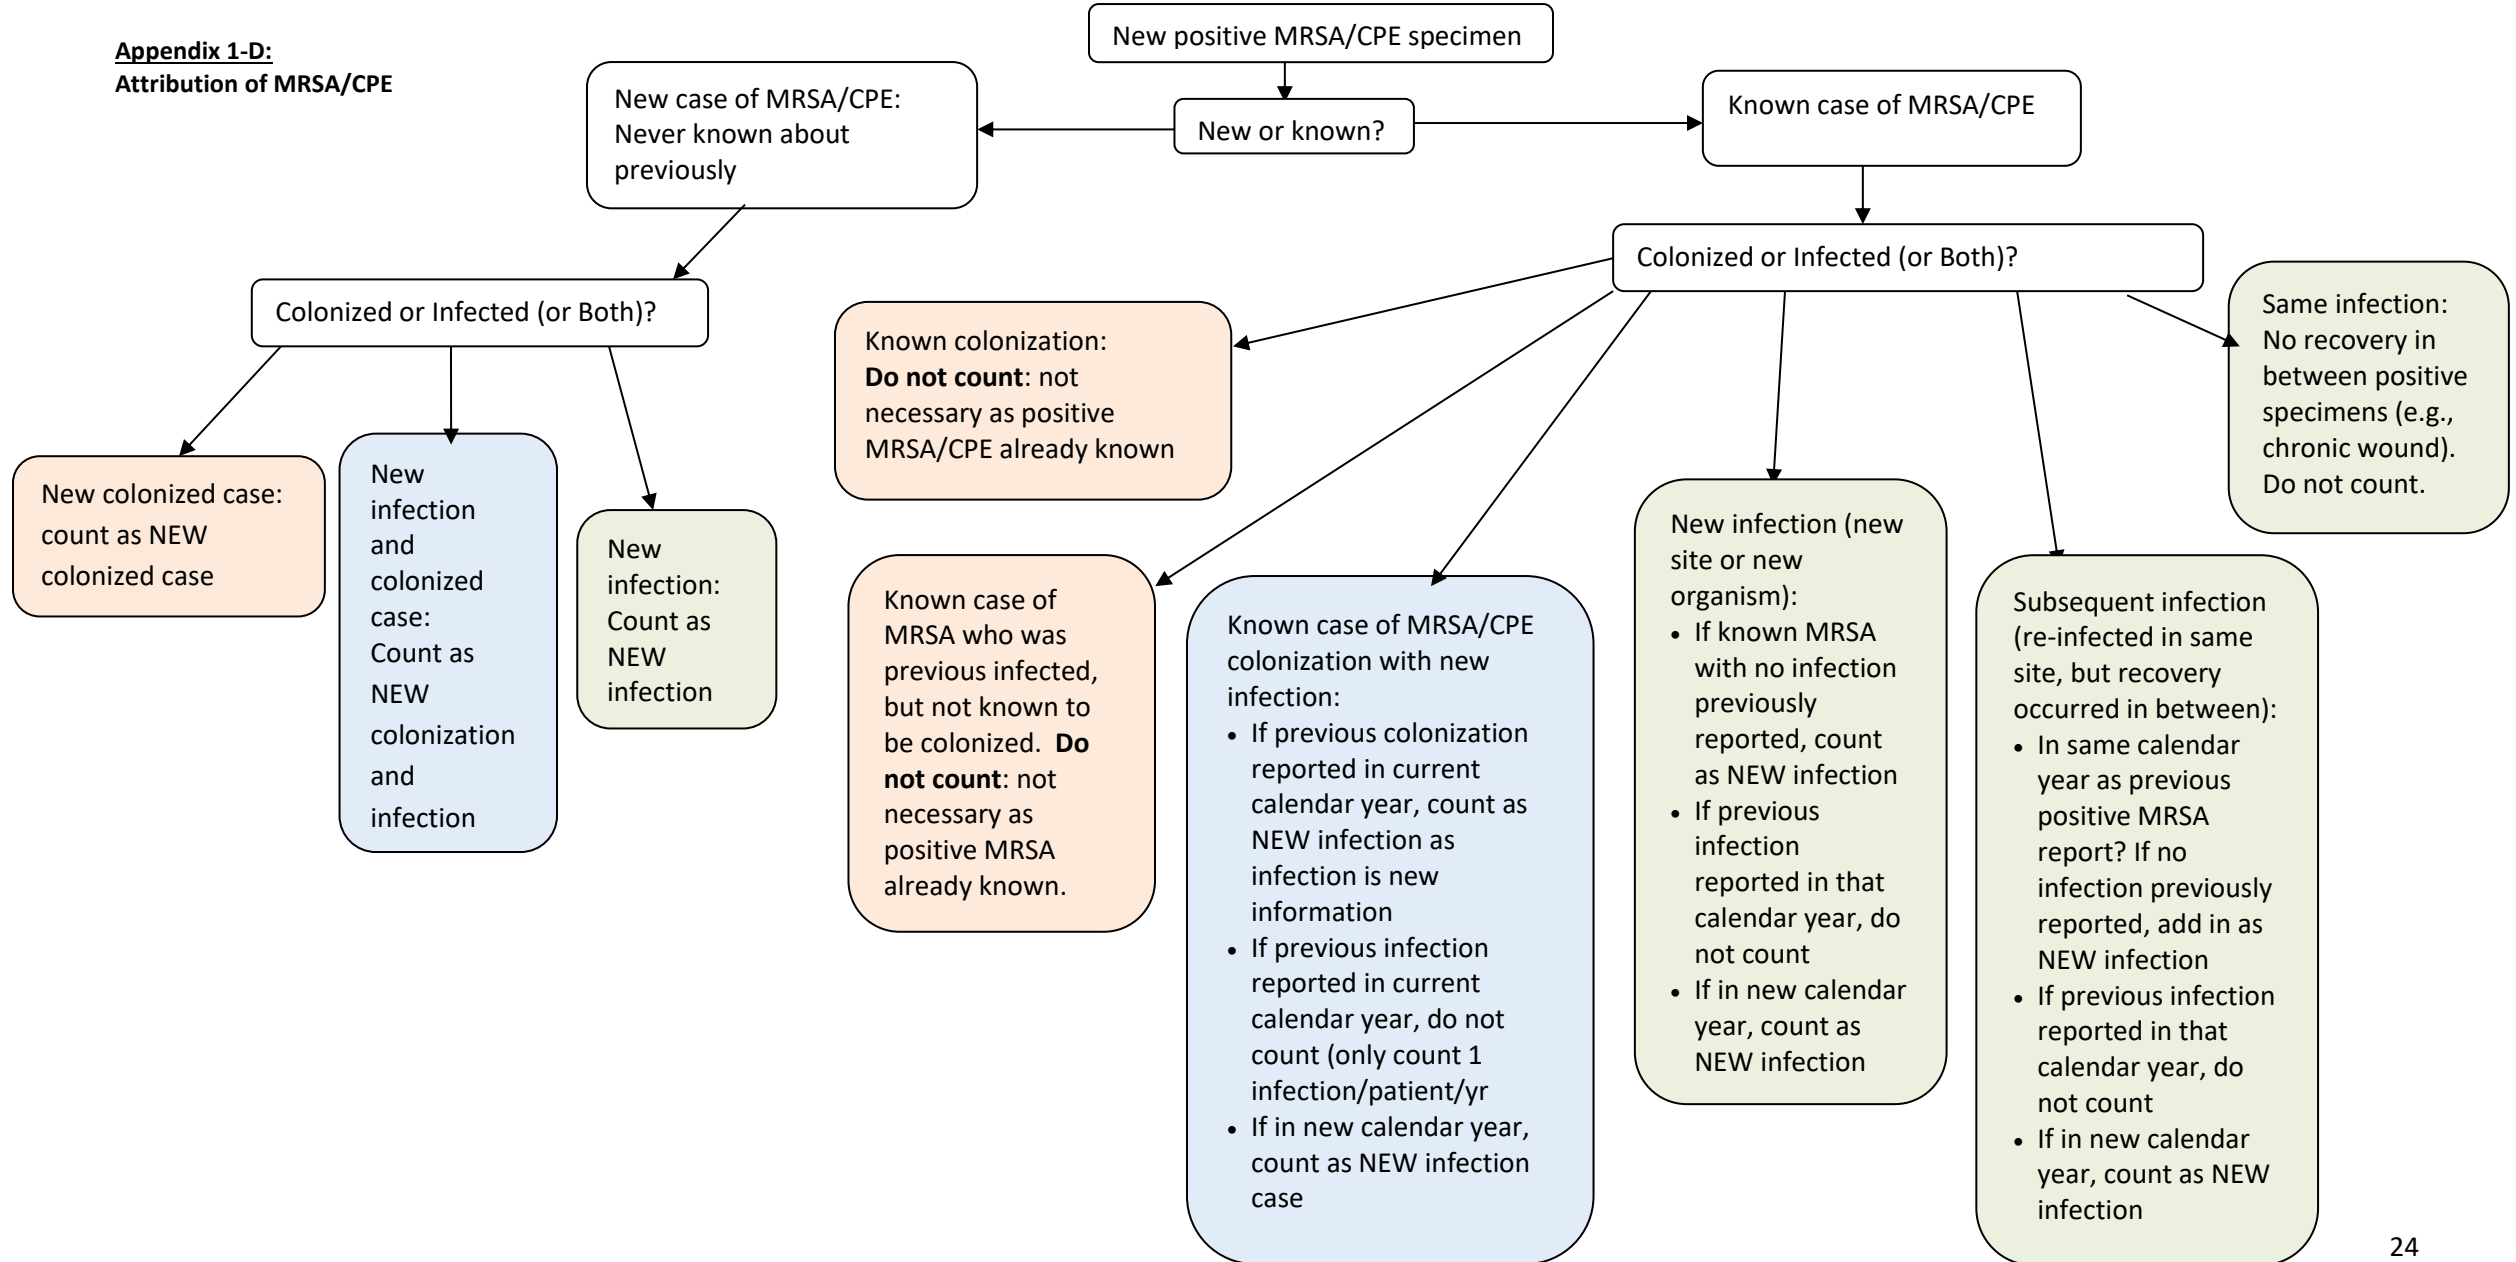 Appendix 1-D:
Attribution of MRSA/CPE
New positive MRSA/CPE specimen
New or known?
New case of MRSA/CPE:
Never known about
previously
Known case of MRSA/CPE
Colonized or Infected (or Both)?
New colonized case:
count as NEW
colonized case
New
infection
and
colonized
case:
Count as
NEW
colonization
and
infection
New
infection:
Count as
NEW
infection
Colonized or Infected (or Both)?
Known colonization:
Do not count: not
necessary as positive
MRSA/CPE already known
Known case of
MRSA who was
previous infected,
but not known to
be colonized.  Do
not count: not
necessary as
positive MRSA
already known.
Known case of MRSA/CPE
colonization with new
infection:
• If previous colonization
reported in current
calendar year, count as
NEW infection as
infection is new
information
• If previous infection
reported in current
calendar year, do not
count (only count 1
infection/patient/yr
• If in new calendar year,
count as NEW infection
case
New infection (new
site or new
organism):
• If known MRSA
with no infection
previously
reported, count
as NEW infection
• If previous
infection
reported in that
calendar year, do
not count
• If in new calendar
year, count as
NEW infection
Subsequent infection
(re-infected in same
site, but recovery
occurred in between):
• In same calendar
year as previous
positive MRSA
report? If no
infection previously
reported, add in as
NEW infection
• If previous infection
reported in that
calendar year, do
not count
• If in new calendar
year, count as NEW
infection
Same infection:
No recovery in
between positive
specimens (e.g.,
chronic wound).
Do not count.
24